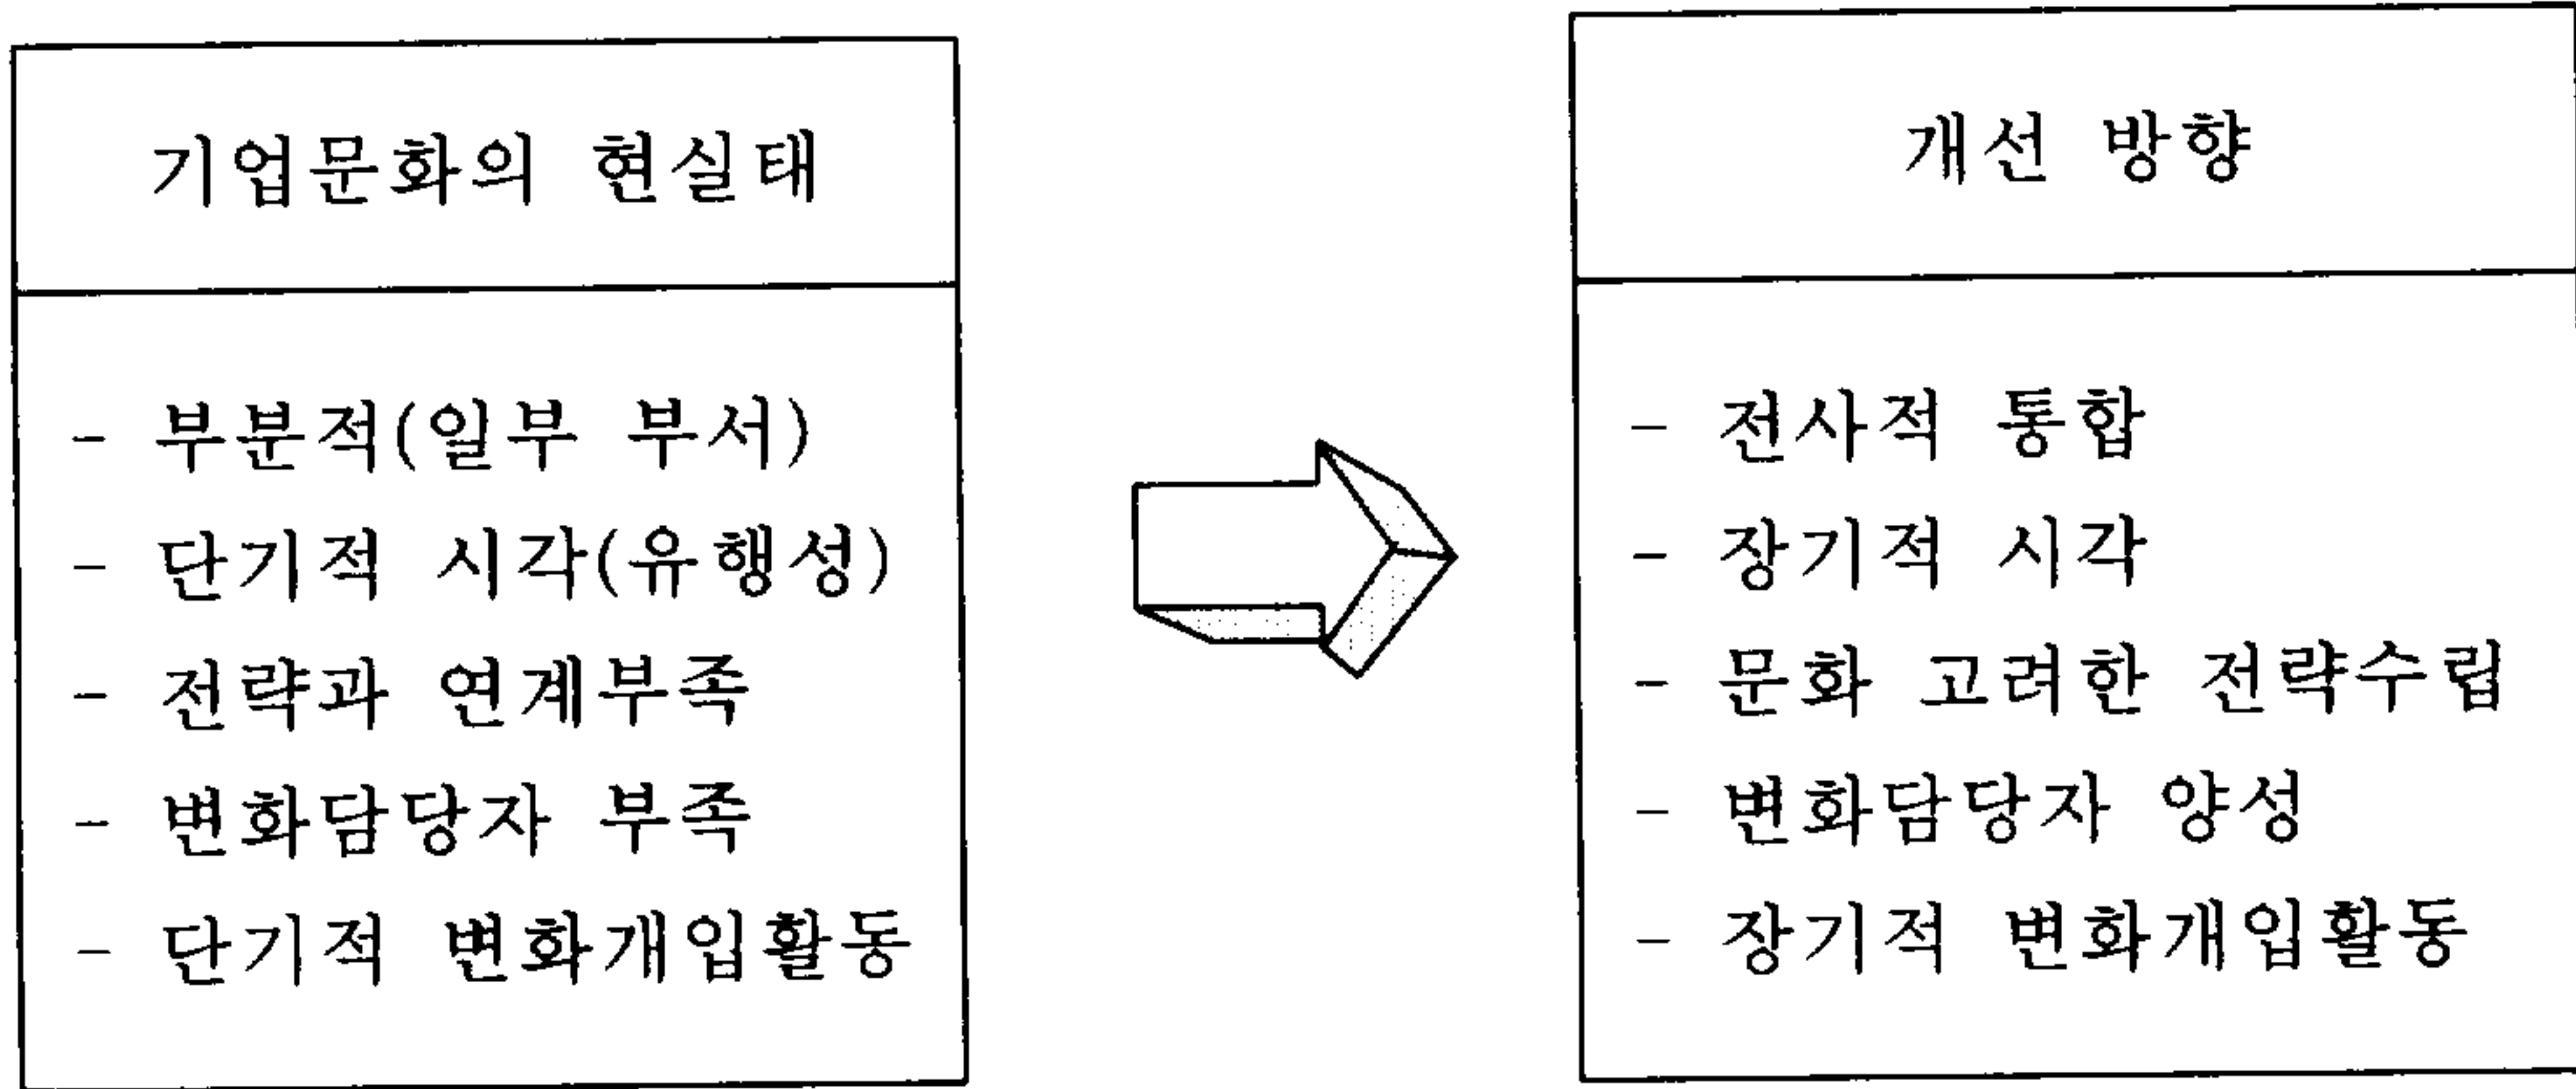 기업문화의 현실태
- 부분적(일부 부서)
- 단기적 시각(유행성)
- 전략과 연계부족
- 변화담당자 부족
- 단기적 변화개입활동
개선 방향
- 전사적 통합
- 장기적 시각
- 문화 고려한 전략수립
- 변화담당자 양성
- 장기적 변화개입활동